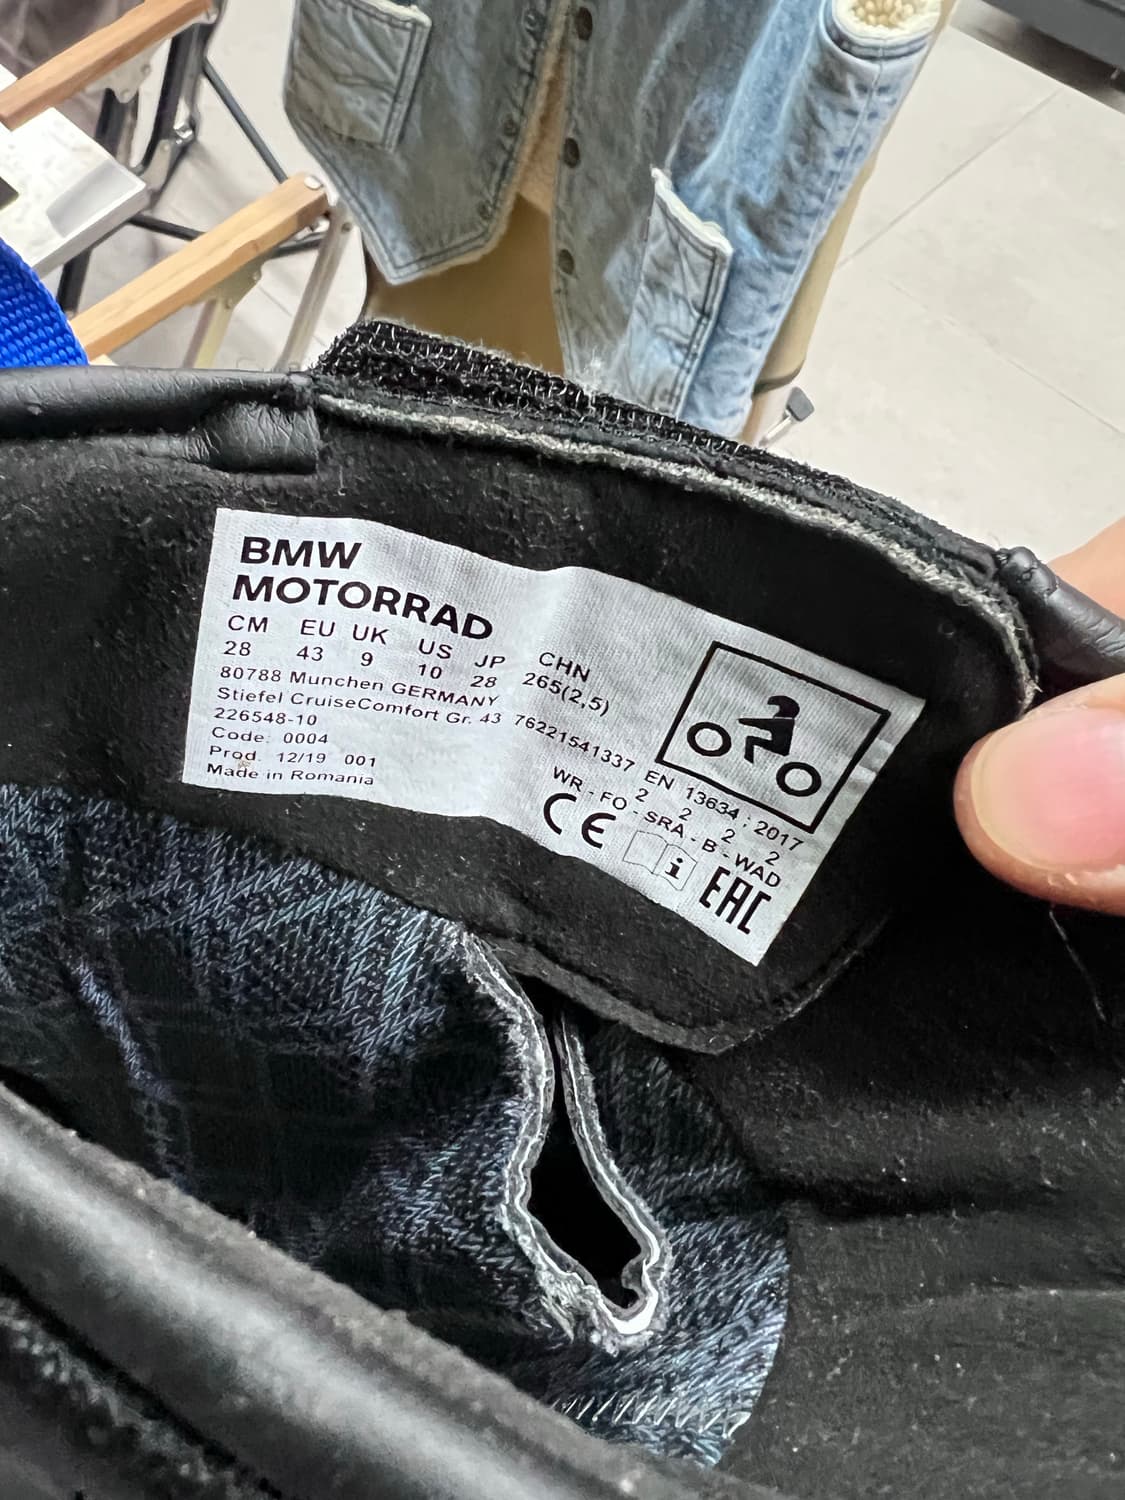 BMW
MOTORRAD
CM EU UK US JP CHN
28 43 9 10 28 265(2,5)
80788 Munchen GERMANY
Stiefel CruiseComfort Gr. 43 76221541337
226548-10
Code: 0004
Prod. 12/19 001
Made in Romania
EN 13634 : 2017
2 2 2 2
WR - FO - SRA - B - WAD
CE i EAC